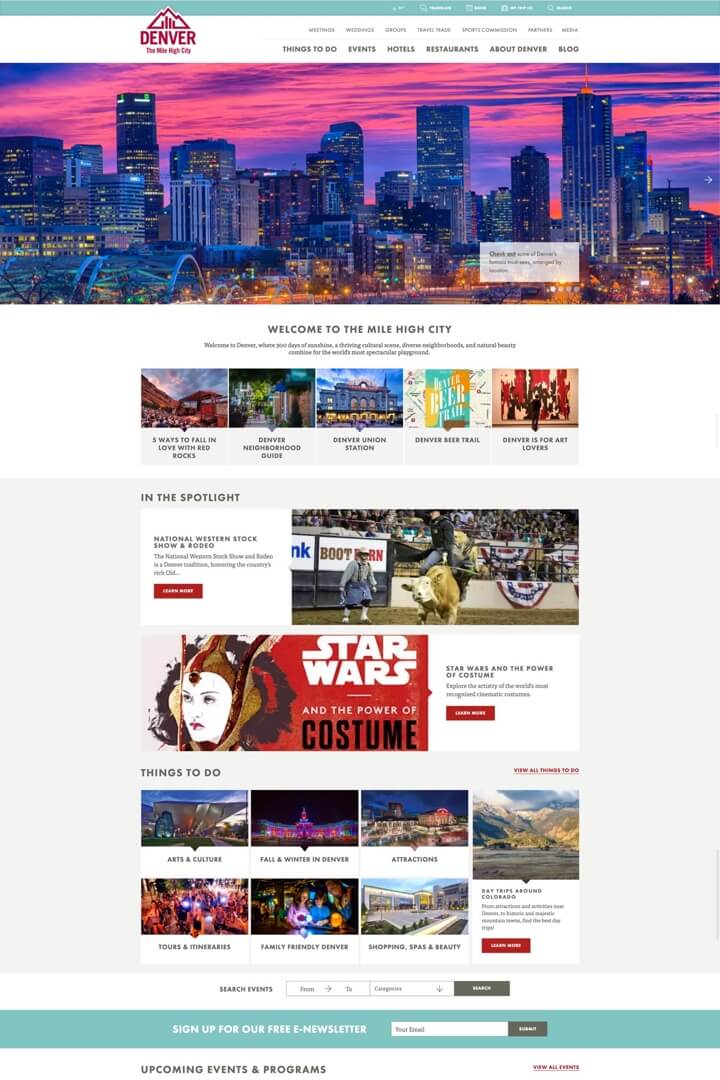 TRANSLATE
BOOK
MY TRIP (0)
SEARCH
DENVER
The Mile High City
MEETINGS WEDDINGS GROUPS TRAVEL TRADE SPORTS COMMISSION PARTNERS MEDIA
THINGS TO DO EVENTS HOTELS RESTAURANTS ABOUT DENVER BLOG
Check out some of Denver's
famous must-sees, arranged by
location.
WELCOME TO THE MILE HIGH CITY
Welcome to Denver, where 300 days of sunshine, a thriving cultural scene, diverse neighborhoods, and natural beauty
combine for the world's most spectacular playground.
DENVER
BEER
TRAIL
5 WAYS TO FALL IN
LOVE WITH RED
ROCKS
DENVER
NEIGHBORHOOD
GUIDE
DENVER UNION
STATION
DENVER BEER TRAIL
DENVER IS FOR ART
LOVERS
IN THE SPOTLIGHT
NATIONAL WESTERN STOCK
SHOW & RODEO
The National Western Stock Show and Rodeo
is a Denver tradition, honoring the country's
rich Old...
LEARN MORE
nk
BOOT
STAR
WARS
AND THE POWER OF
COSTUME
STAR WARS AND THE POWER
OF COSTUME
Explore the artistry of the world's most
recognized cinematic costumes.
LEARN MORE
THINGS TO DO
VIEW ALL THINGS TO DO
ARTS & CULTURE
FALL & WINTER IN DENVER
ATTRACTIONS
TOURS & ITINERARIES
FAMILY FRIENDLY DENVER
SHOPPING, SPAS & BEAUTY
DAY TRIPS AROUND
COLORADO
From attractions and activities near
Denver, to historic and majestic
mountain towns, find the best day
trips!
LEARN MORE
SEARCH EVENTS From To Categories SEARCH
SIGN UP FOR OUR FREE E-NEWSLETTER Your Email SUBMIT
UPCOMING EVENTS & PROGRAMS
VIEW ALL EVENTS